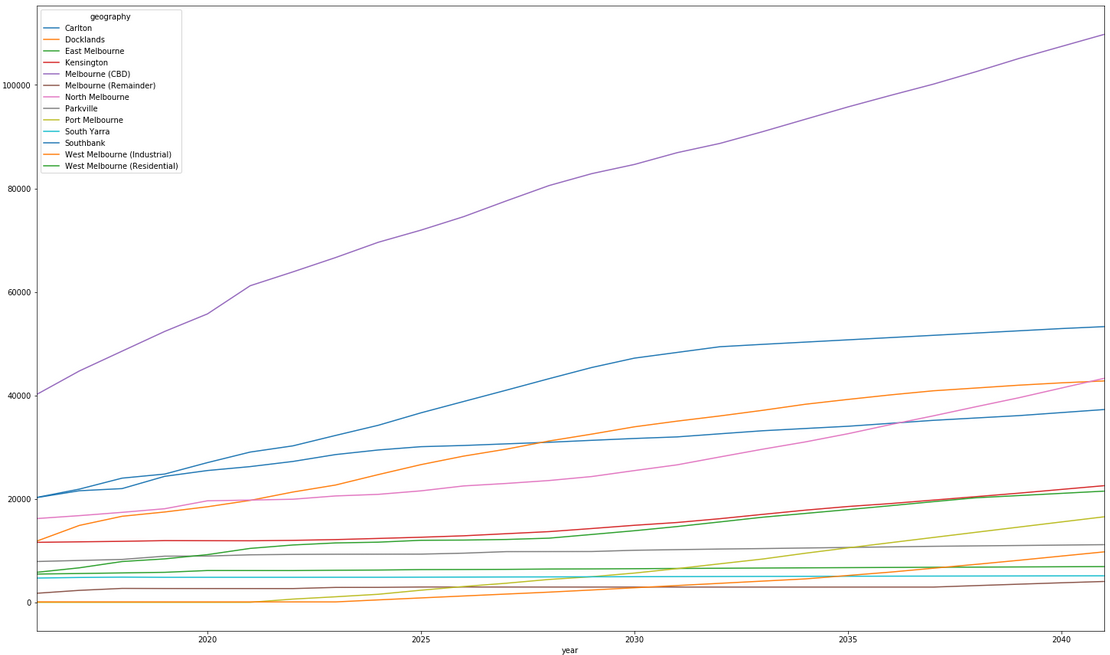 geography
Carlton
Docklands
East Melbourne
Kensington
Melbourne (CBD)
Melbourne (Remainder)
North Melbourne
Parkville
Port Melbourne
South Yarra
Southbank
West Melbourne (Industrial)
West Melbourne (Residential)
100000
80000
60000
40000
20000
0
2020 2025 2030 2035 2040
year